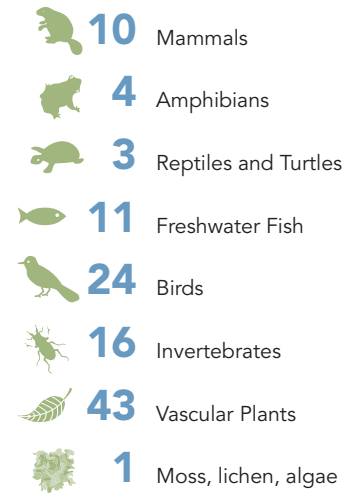 10 Mammals
4 Amphibians
3 Reptiles and Turtles
11 Freshwater Fish
24 Birds
16 Invertebrates
43 Vascular Plants
1 Moss, lichen, algae